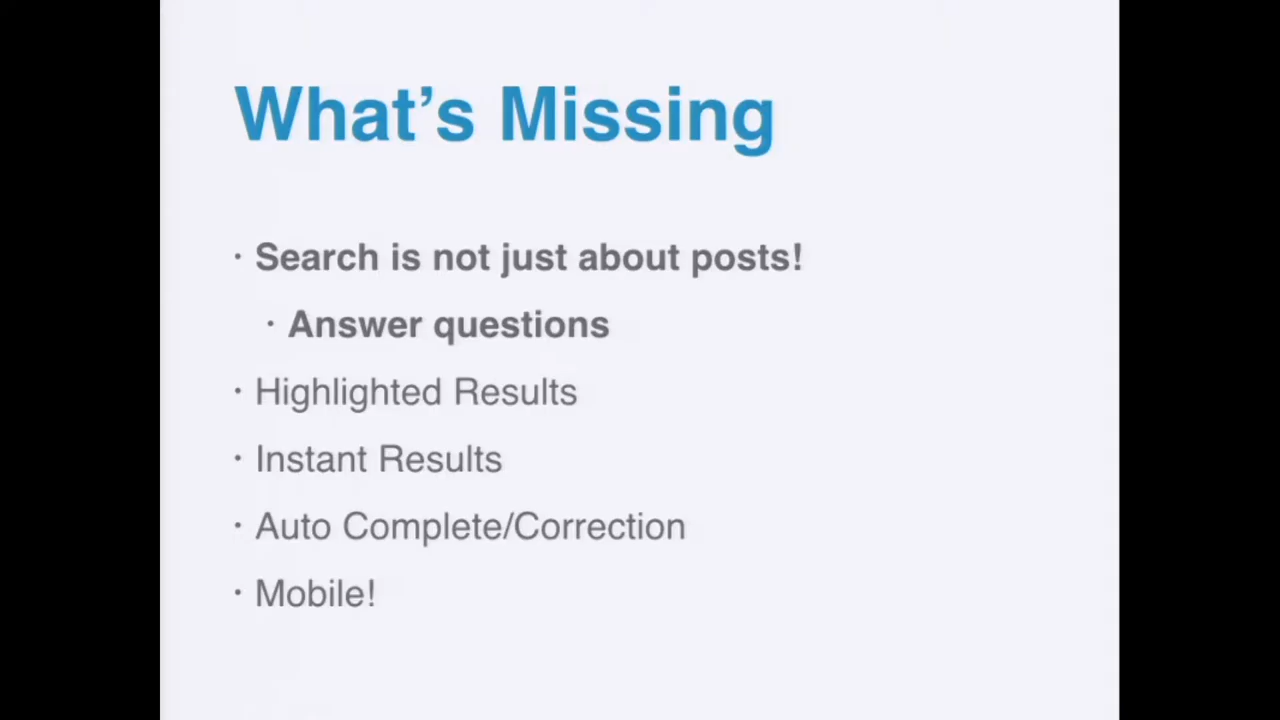 What’s Missing
· Search is not just about posts!
· Answer questions
· Highlighted Results
· Instant Results
· Auto Complete/Correction
· Mobile!